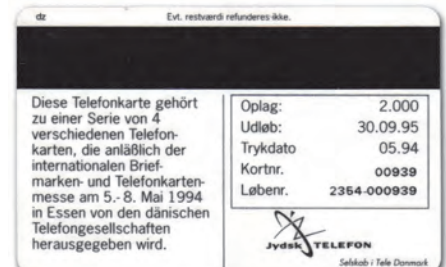 dz Evt. restværdi refunderes ikke.
Diese Telefonkarte gehört
zu einer Serie von 4
verschiedenen Telefon-
karten, die anläßlich der
internationalen Brief-
marken- und Telefonkarten-
messe am 5.- 8. Mai 1994
in Essen von den dänischen
Telefongesellschaften
herausgegeben wird.
Oplag: 2.000
Udløb: 30.09.95
Trykdato 05.94
Kortnr. 00939
Løbenr. 2354-000939
Jydsk TELEFON
Selskab i Tele Danmark